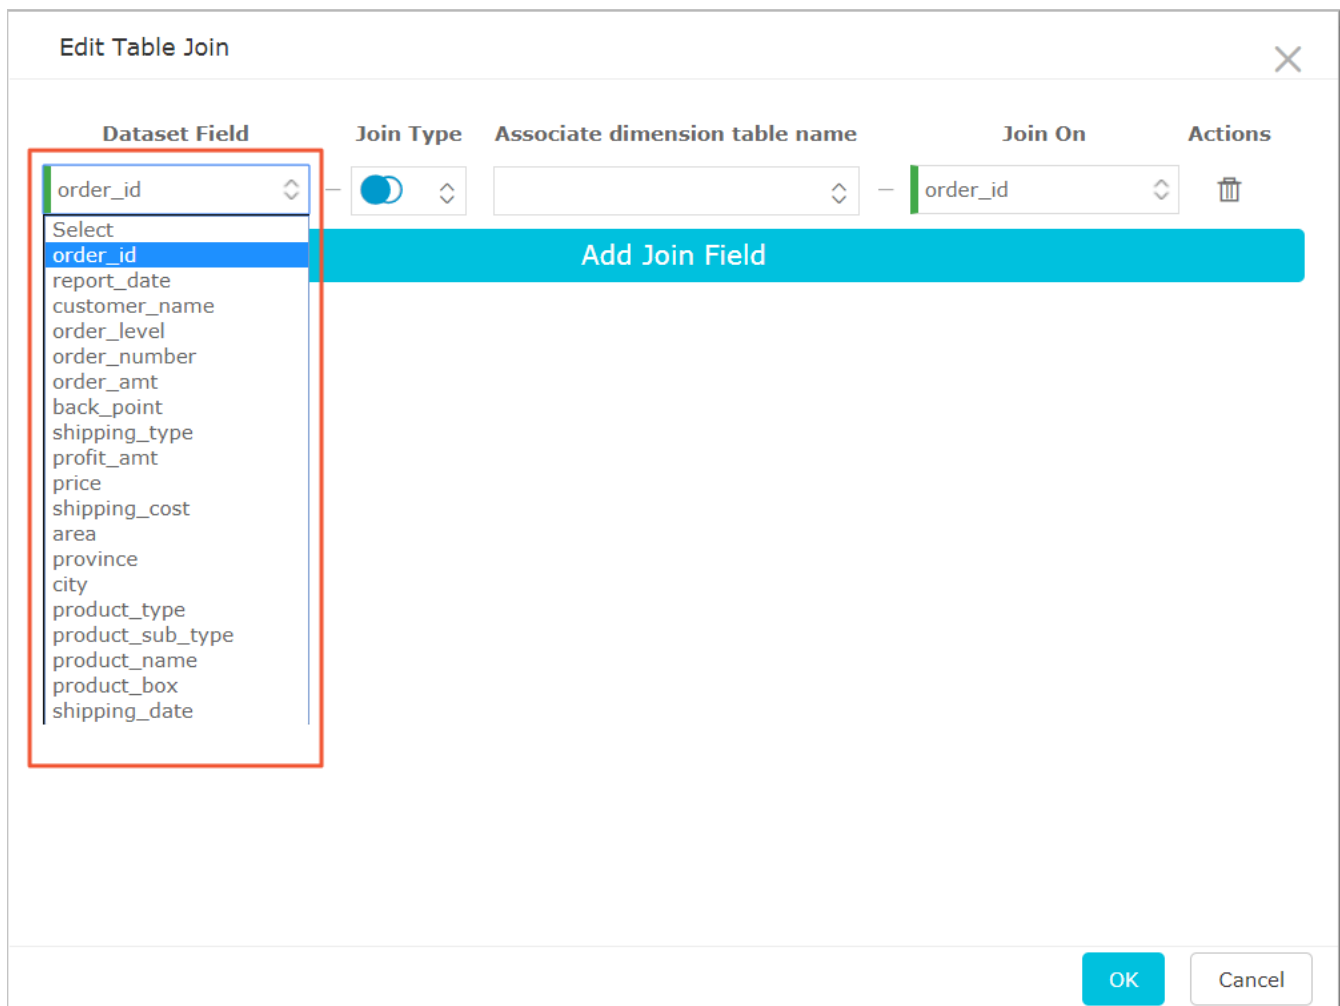 Edit Table Join
Dataset Field Join Type Associate dimension table name Join On Actions
order_id order_id
Select
order_id
Add Join Field
report_date
customer_name
order_level
order_number
order_amt
back_point
shipping_type
profit_amt
price
shipping_cost
area
province
city
product_type
product_sub_type
product_name
product_box
shipping_date
OK Cancel